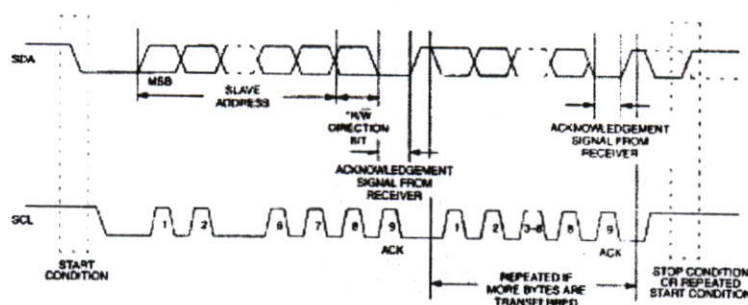 SDA
MSB
SLAVE
ADDRESS
*R/W
DIRECTION
BIT
ACKNOWLEDGEMENT
SIGNAL FROM
RECEIVER
ACKNOWLEDGEMENT
SIGNAL FROM
RECEIVER
SCL
1 2 6 7 8 9 1 2 3–8 8 9
ACK
ACK
START
CONDITION
REPEATED IF
MORE BYTES ARE
TRANSFERRED
STOP CONDITION
OR REPEATED
START CONDITION